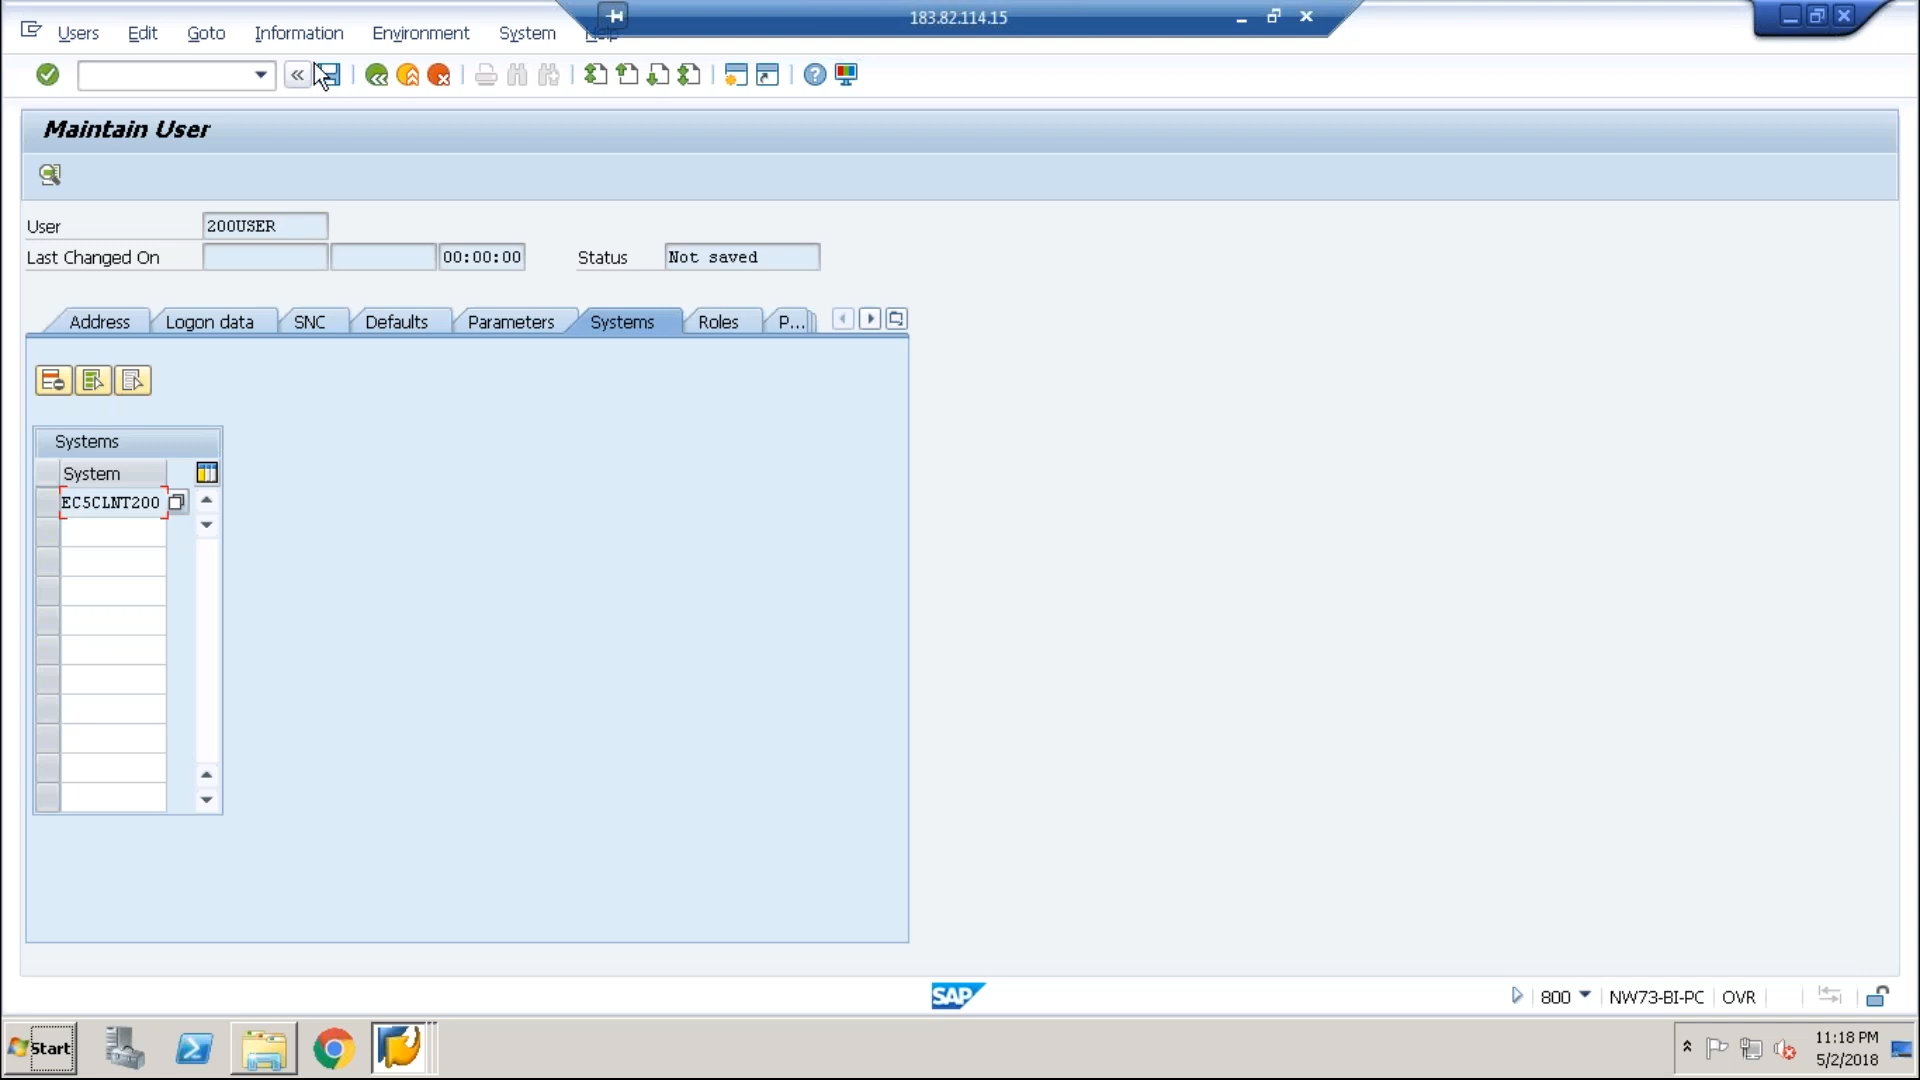 183.82.114.15
Users Edit Goto Information Environment System Help
Maintain User
User 200USER
Last Changed On 00:00:00 Status Not saved
Address Logon data SNC Defaults Parameters Systems Roles P...
Systems
System
EC5CLNT200
SAP
800 NW73-BI-PC OVR
Start
11:18 PM
5/2/2018